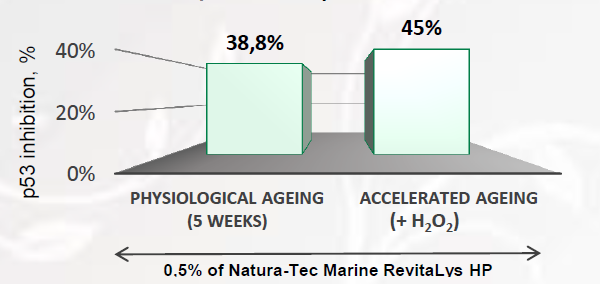 38,8%
45%
40%
20%
0%
p53 inhibition, %
PHYSIOLOGICAL AGEING
(5 WEEKS)
ACCELERATED AGEING
(+ H₂O₂)
0.5% of Natura-Tec Marine RevitaLys HP